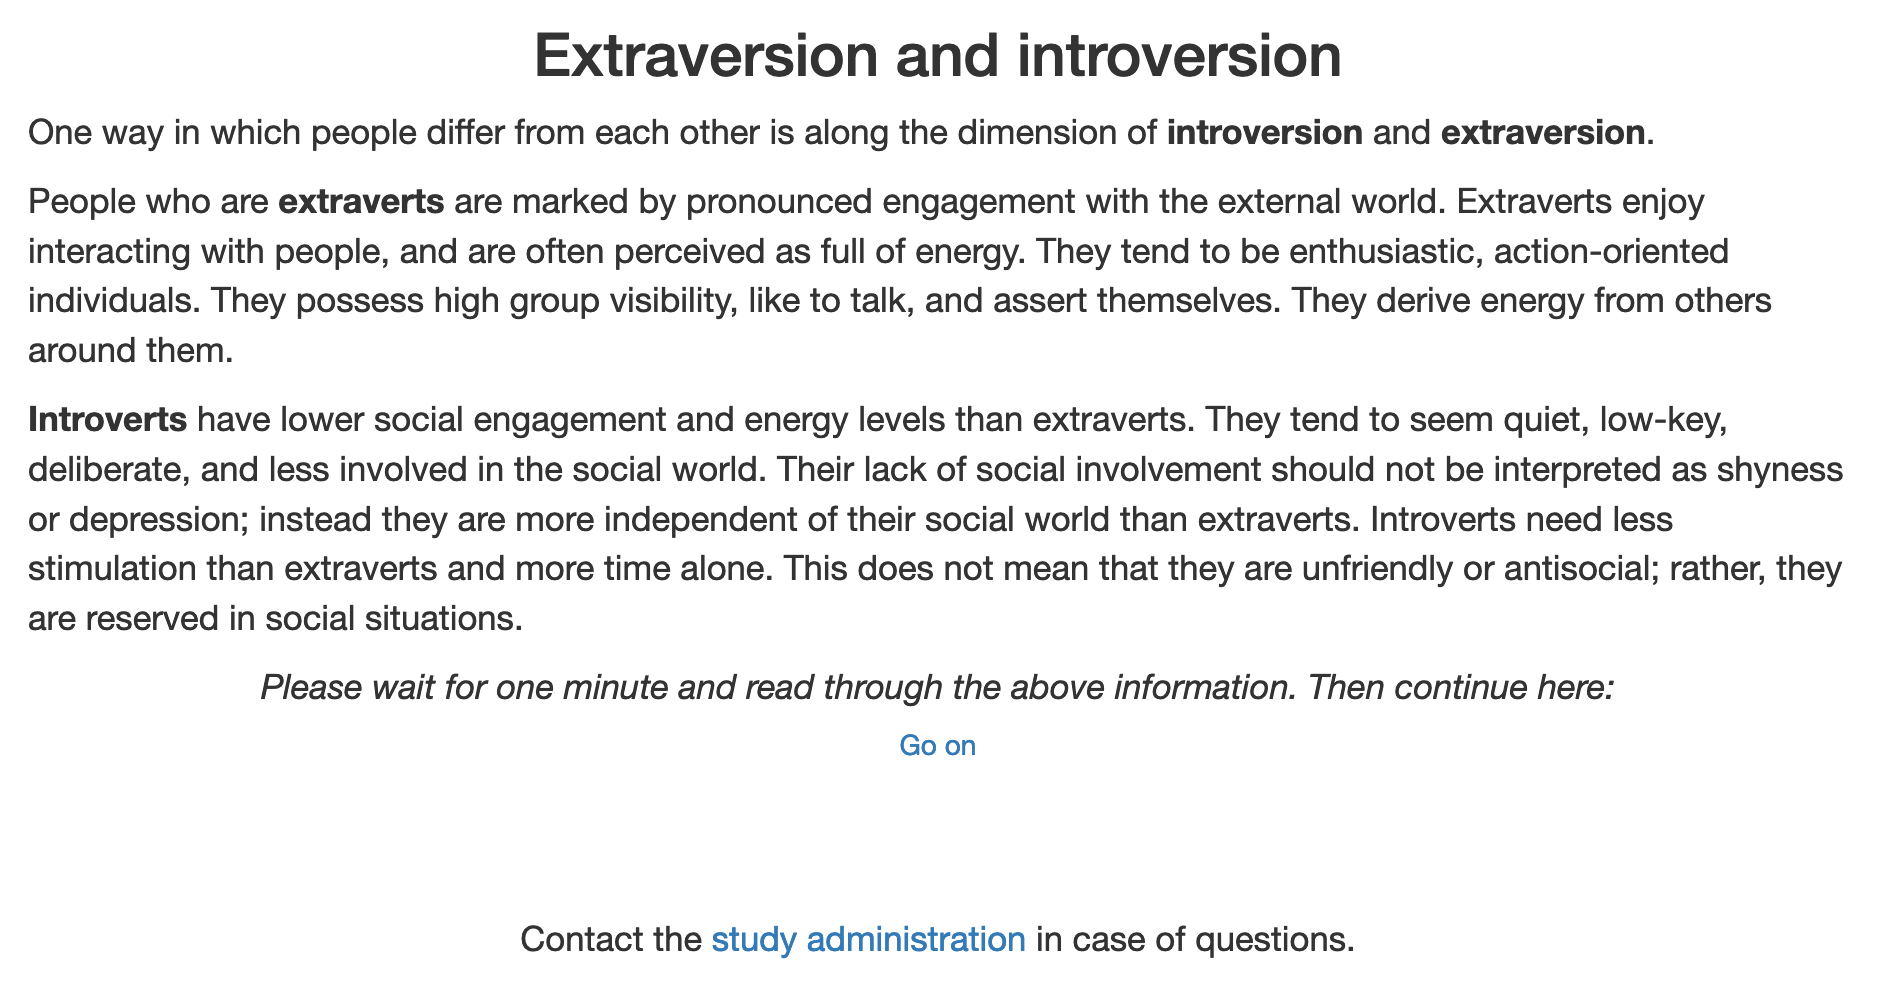 Extraversion and introversion
One way in which people differ from each other is along the dimension of introversion and extraversion.
People who are extraverts are marked by pronounced engagement with the external world. Extraverts enjoy
interacting with people, and are often perceived as full of energy. They tend to be enthusiastic, action-oriented
individuals. They possess high group visibility, like to talk, and assert themselves. They derive energy from others
around them.
Introverts have lower social engagement and energy levels than extraverts. They tend to seem quiet, low-key,
deliberate, and less involved in the social world. Their lack of social involvement should not be interpreted as shyness
or depression; instead they are more independent of their social world than extraverts. Introverts need less
stimulation than extraverts and more time alone. This does not mean that they are unfriendly or antisocial; rather, they
are reserved in social situations.
Please wait for one minute and read through the above information. Then continue here:
Go on
Contact the study administration in case of questions.